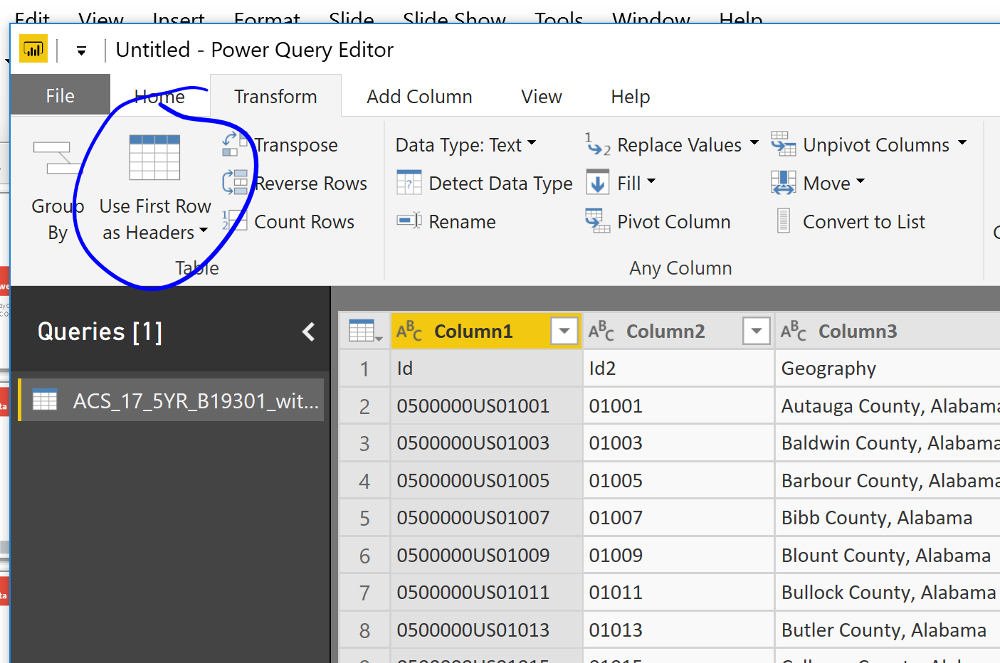 Edit View Insert Format Slide Slide Show Tools Window Help
Untitled - Power Query Editor
File Home Transform Add Column View Help
Group By
Use First Row as Headers
Transpose
Reverse Rows
Count Rows
Table
Data Type: Text
Detect Data Type
Rename
1 2 Replace Values
Fill
Pivot Column
Unpivot Columns
Move
Convert to List
Any Column
Queries [1]
ACS_17_5YR_B19301_wit...
ABC Column1 ABC Column2 ABC Column3
1 Id Id2 Geography
2 0500000US01001 01001 Autauga County, Alabama
3 0500000US01003 01003 Baldwin County, Alabama
4 0500000US01005 01005 Barbour County, Alabama
5 0500000US01007 01007 Bibb County, Alabama
6 0500000US01009 01009 Blount County, Alabama
7 0500000US01011 01011 Bullock County, Alabama
8 0500000US01013 01013 Butler County, Alabama